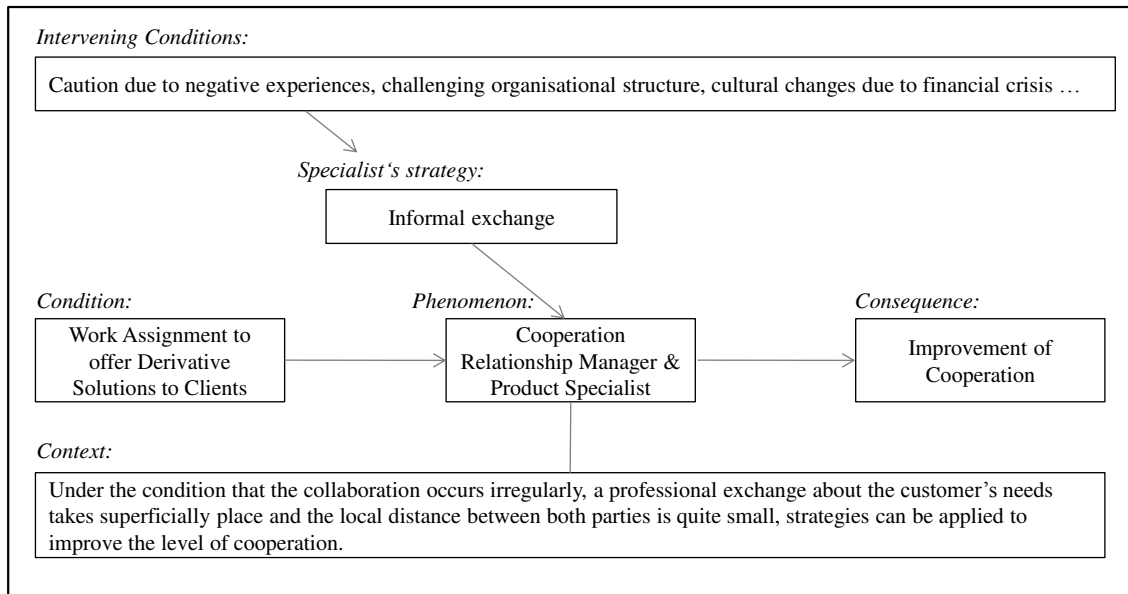 Intervening Conditions:
Caution due to negative experiences, challenging organisational structure, cultural changes due to financial crisis …
Specialist‘s strategy:
Informal exchange
Condition:
Work Assignment to
offer Derivative
Solutions to Clients
Phenomenon:
Cooperation
Relationship Manager &
Product Specialist
Consequence:
Improvement of
Cooperation
Context:
Under the condition that the collaboration occurs irregularly, a professional exchange about the customer’s needs
takes superficially place and the local distance between both parties is quite small, strategies can be applied to
improve the level of cooperation.